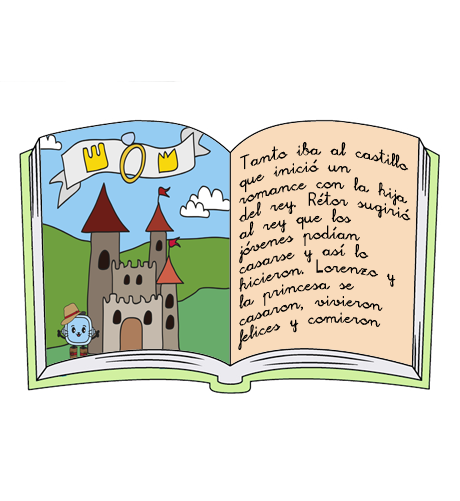 Tanto iba al castillo
que inició un
romance con la hija
del rey. Rétor sugirió
al rey que los
jóvenes podían
casarse y así lo
hicieron. Lorenzo y
la princesa se
casaron, vivieron
felices y comieron